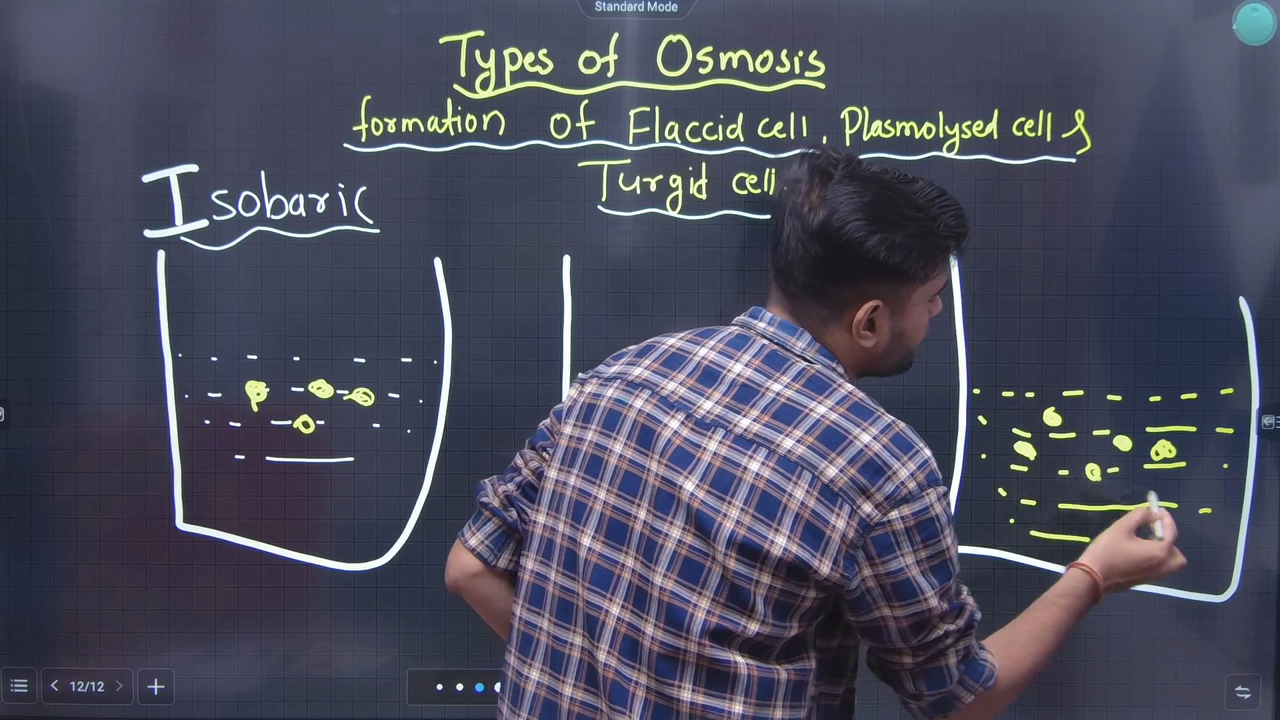 Standard Mode
Types of Osmosis
formation of Flaccid cell, Plasmolysed cell &
Turgid cell
Isobaric
12/12